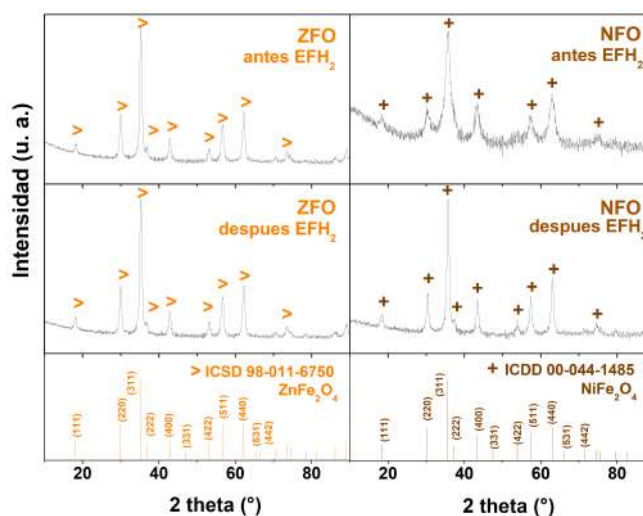 Intensidad (u. a.)
ZFO
antes EFH₂
NFO
antes EFH₂
ZFO
despues EFH₂
NFO
despues EFH₂
> ICSD 98-011-6750
ZnFe₂O₄
(111)
(220)
(311)
(222)
(400)
(331)
(422)
(511)
(440)
(531)
(442)
+ ICDD 00-044-1485
NiFe₂O₄
(111)
(220)
(311)
(222)
(400)
(331)
(422)
(511)
(440)
(531)
(442)
20 40 60 80
20 40 60 80
2 theta (°)
2 theta (°)